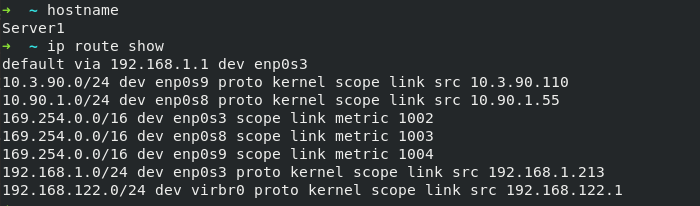 ➜ ~ hostname
Server1
➜ ~ ip route show
default via 192.168.1.1 dev enp0s3
10.3.90.0/24 dev enp0s9 proto kernel scope link src 10.3.90.110
10.90.1.0/24 dev enp0s8 proto kernel scope link src 10.90.1.55
169.254.0.0/16 dev enp0s3 scope link metric 1002
169.254.0.0/16 dev enp0s8 scope link metric 1003
169.254.0.0/16 dev enp0s9 scope link metric 1004
192.168.1.0/24 dev enp0s3 proto kernel scope link src 192.168.1.213
192.168.122.0/24 dev virbr0 proto kernel scope link src 192.168.122.1